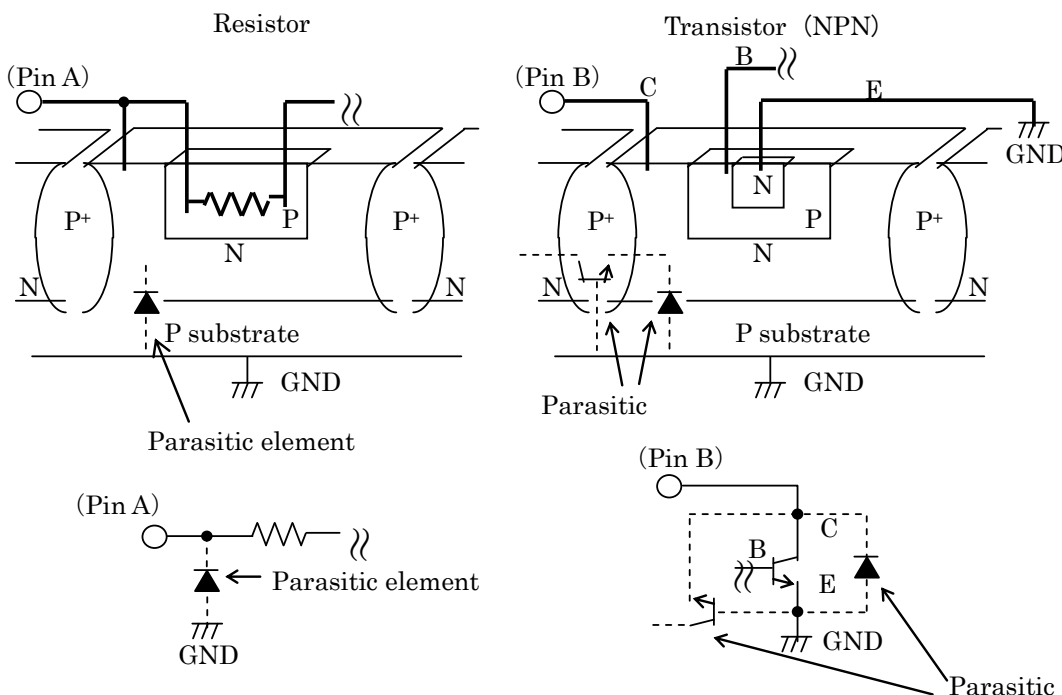 Resistor
(Pin A)
P+
P
P+
N
N
N
P substrate
GND
Parasitic element
(Pin A)
Parasitic element
GND
Transistor (NPN)
(Pin B)
B
C
E
GND
N
P+
P
P+
N
N
N
P substrate
GND
Parasitic
(Pin B)
C
B
E
GND
Parasitic